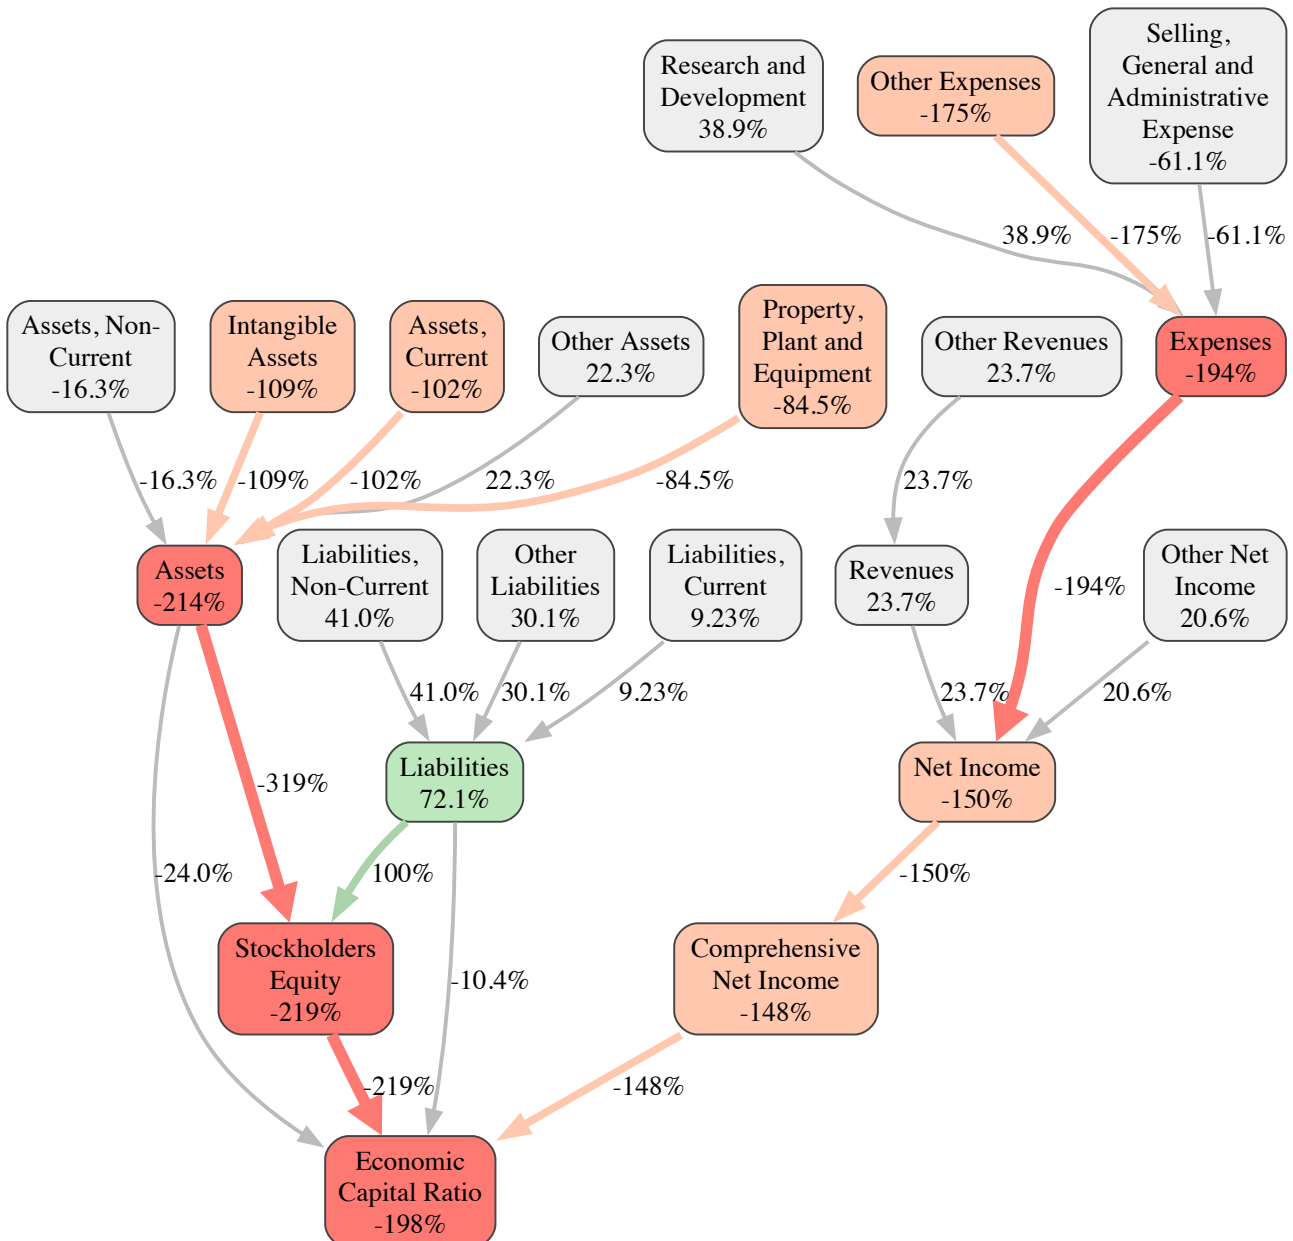 Selling,
General and
Administrative
Expense
-61.1%
Research and
Development
38.9%
Other Expenses
-175%
38.9%
-175%
-61.1%
Assets, Non-
Current
-16.3%
Intangible
Assets
-109%
Assets,
Current
-102%
Other Assets
22.3%
Property,
Plant and
Equipment
-84.5%
Other Revenues
23.7%
Expenses
-194%
-16.3%
-109%
-102%
22.3%
-84.5%
23.7%
Assets
-214%
Liabilities,
Non-Current
41.0%
Other
Liabilities
30.1%
Liabilities,
Current
9.23%
Revenues
23.7%
-194%
Other Net
Income
20.6%
41.0%
30.1%
9.23%
23.7%
20.6%
-319%
Liabilities
72.1%
Net Income
-150%
-24.0%
100%
-150%
Stockholders
Equity
-219%
-10.4%
Comprehensive
Net Income
-148%
-219%
-148%
Economic
Capital Ratio
-198%